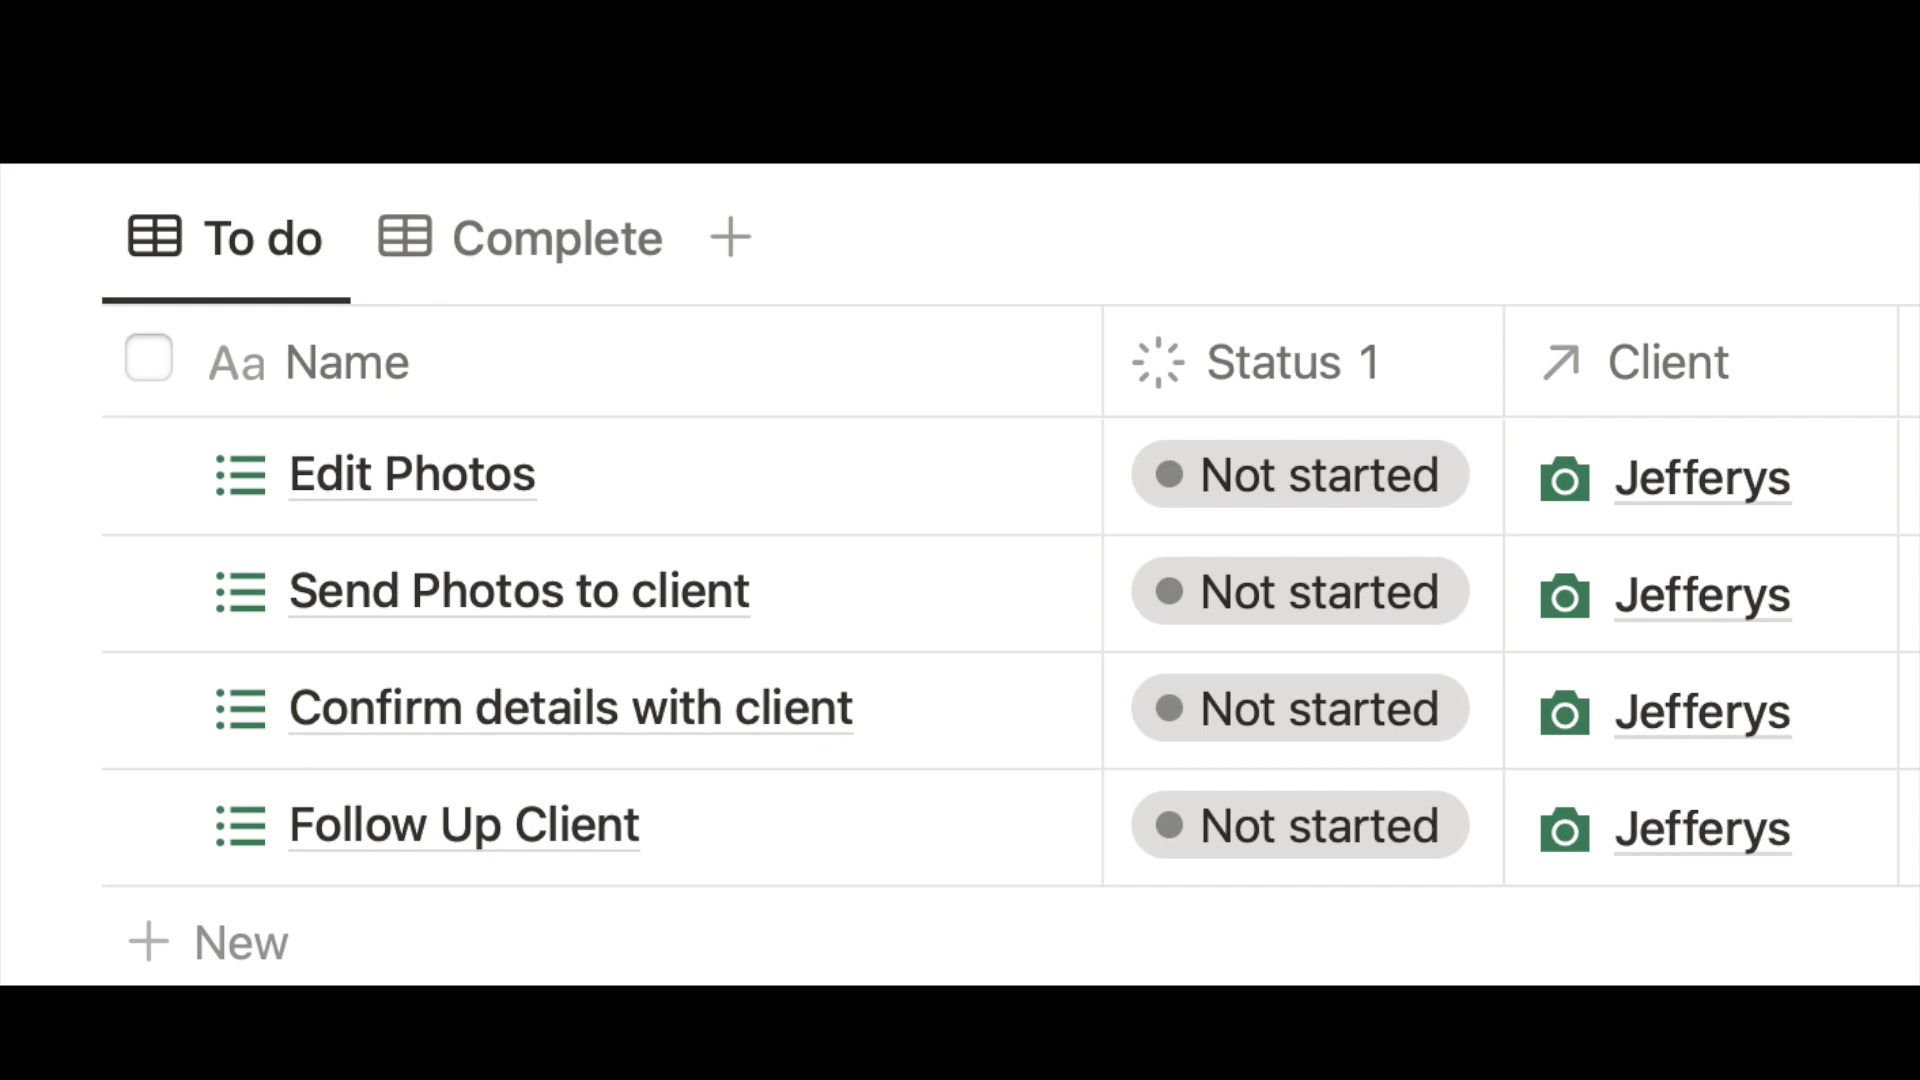 To do Complete
Aa Name Status 1 Client
Edit Photos Not started Jefferys
Send Photos to client Not started Jefferys
Confirm details with client Not started Jefferys
Follow Up Client Not started Jefferys
New